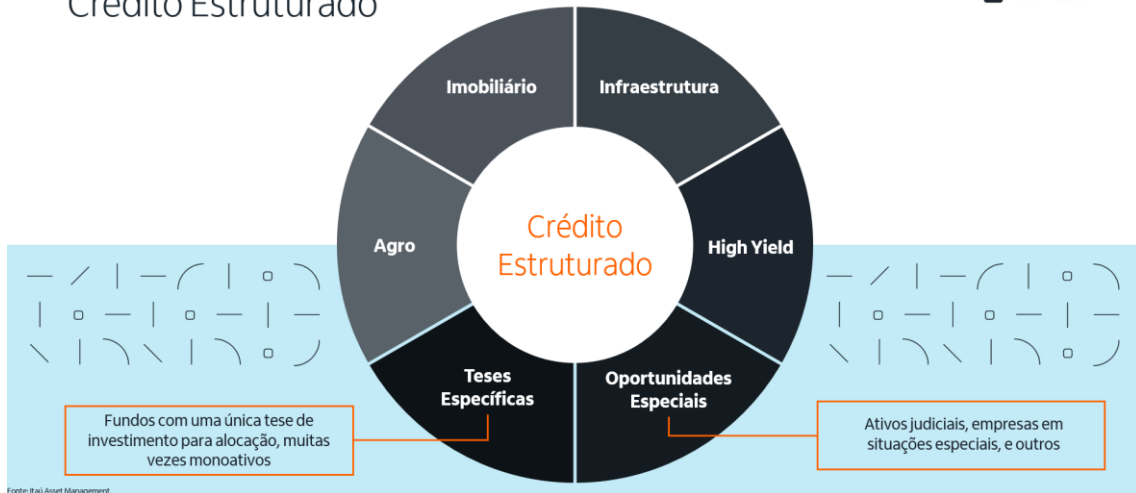 Crédito Estruturado
Imobiliário
Infraestrutura
Agro
Crédito
Estruturado
High Yield
Teses
Específicas
Oportunidades
Especiais
Fundos com uma única tese de
investimento para alocação, muitas
vezes monoativos
Ativos judiciais, empresas em
situações especiais, e outros
Fonte: Itaú Asset Management